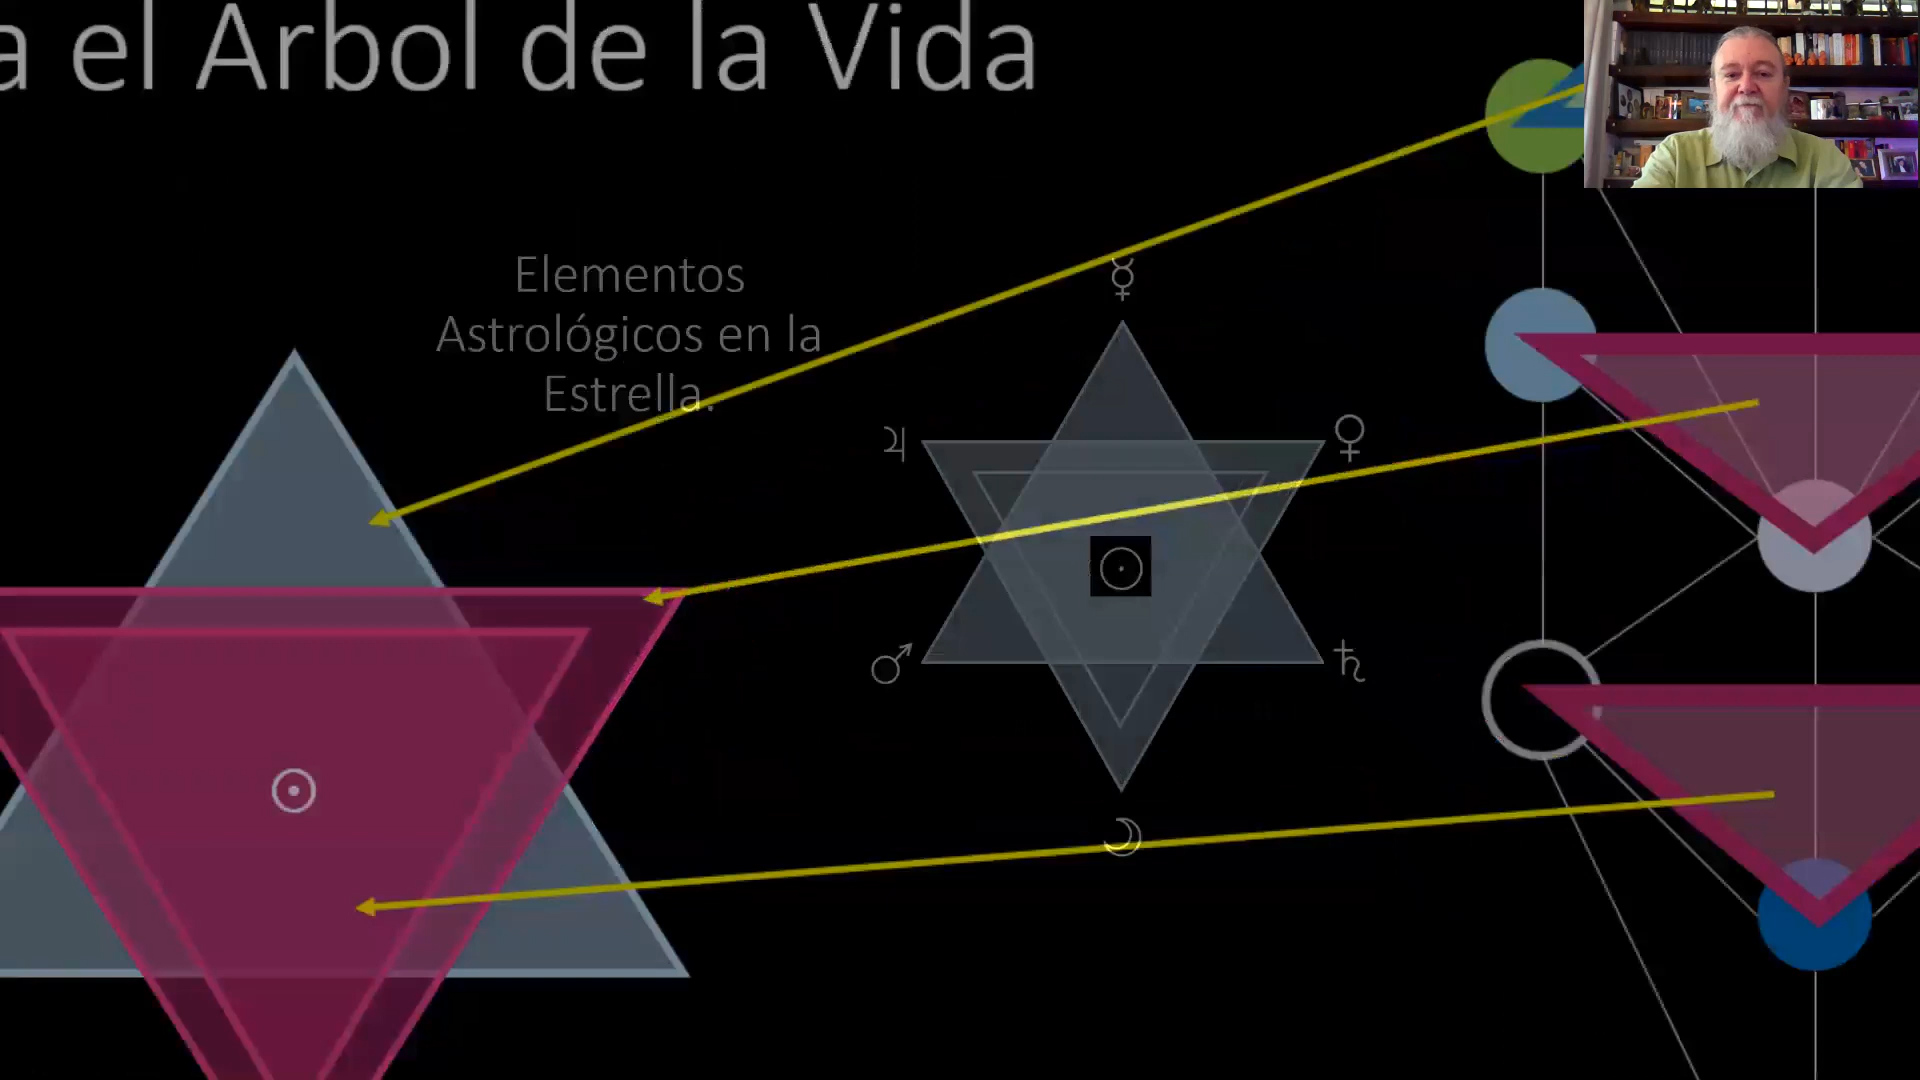 a el Arbol de la Vida
Elementos
Astrológicos en la
Estrella.
☿
♃
♀
☉
♂
♄
☉
☽